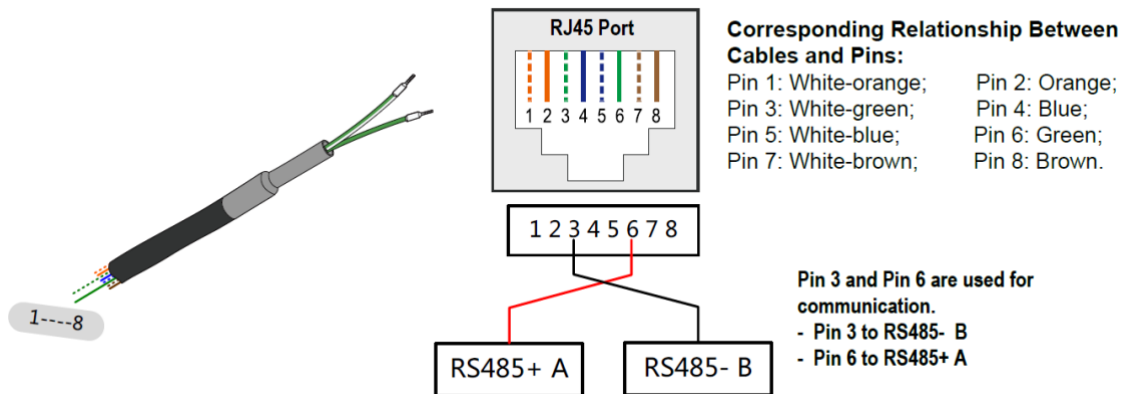 RJ45 Port
1 2 3 4 5 6 7 8
Corresponding Relationship Between
Cables and Pins:
Pin 1: White-orange; Pin 2: Orange;
Pin 3: White-green; Pin 4: Blue;
Pin 5: White-blue; Pin 6: Green;
Pin 7: White-brown; Pin 8: Brown.
1----8
1 2 3 4 5 6 7 8
Pin 3 and Pin 6 are used for
communication.
- Pin 3 to RS485- B
- Pin 6 to RS485+ A
RS485+ A
RS485- B